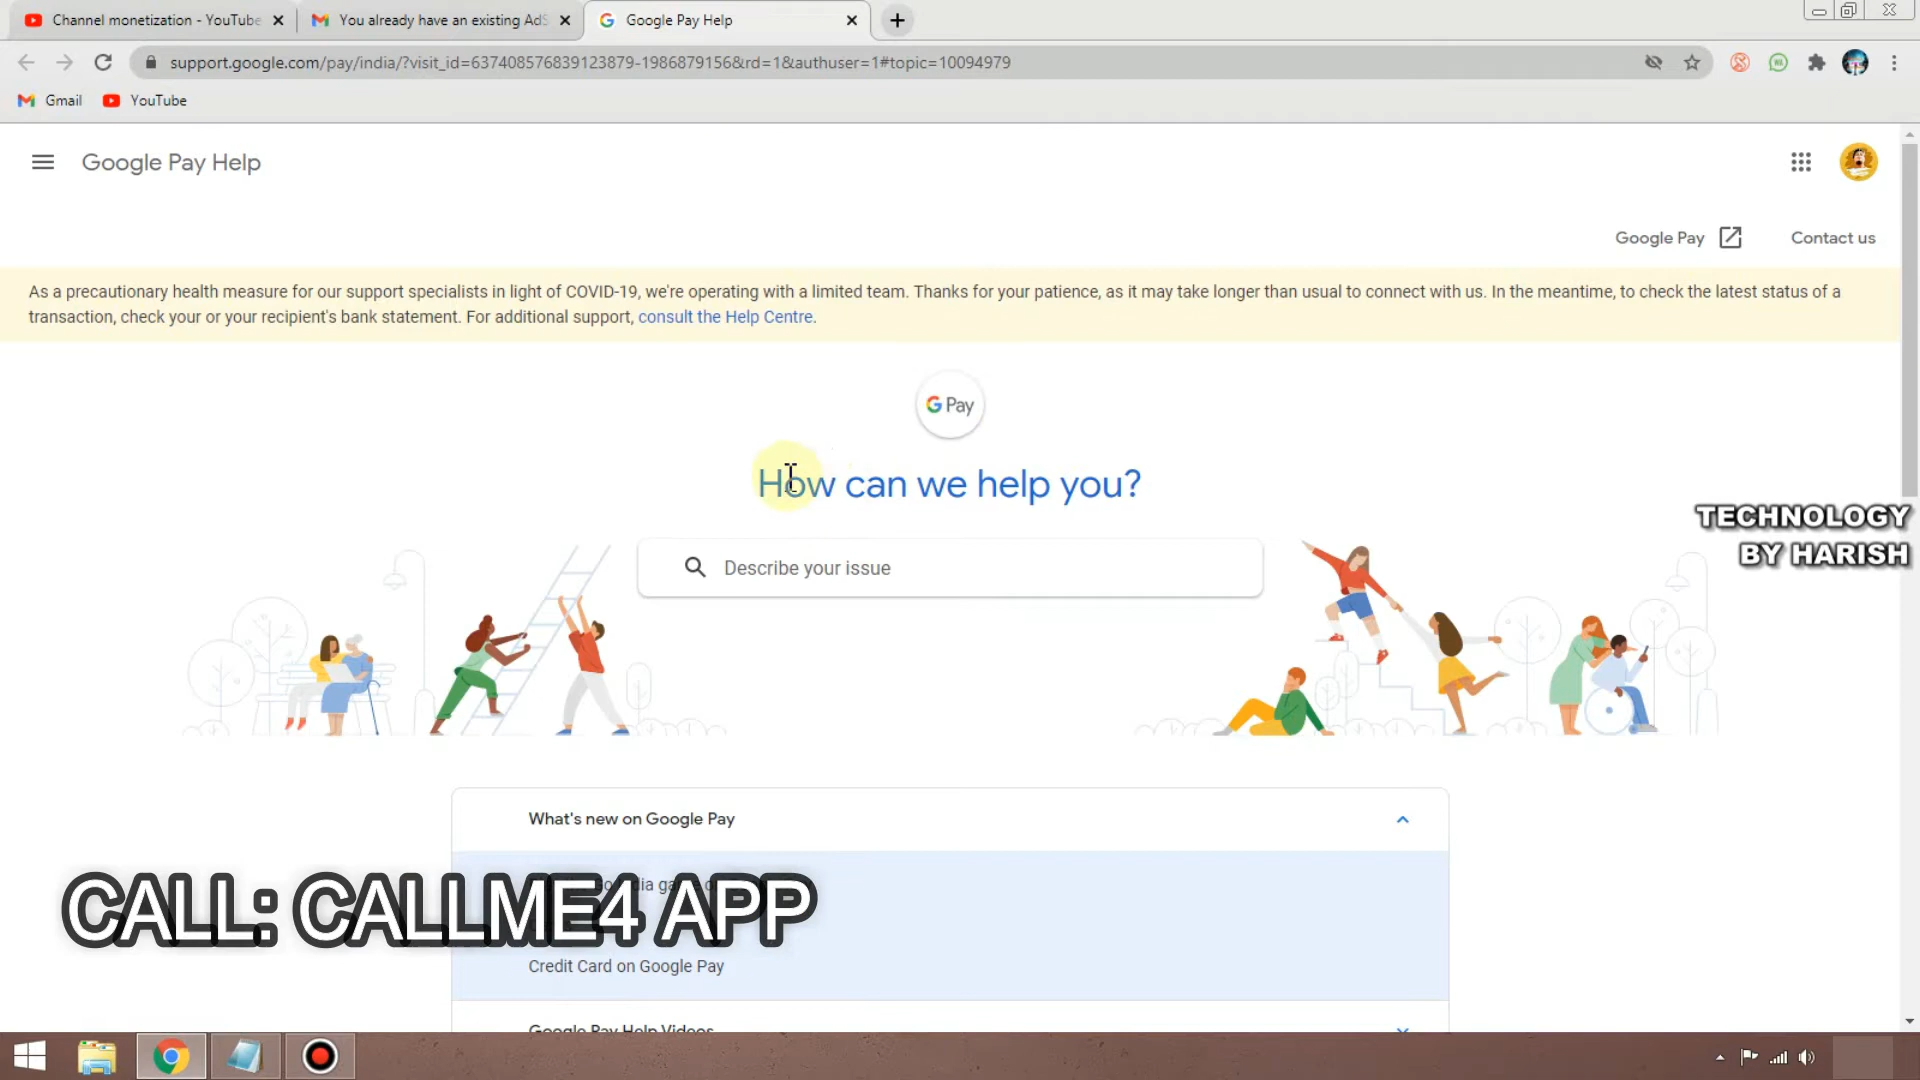 Channel monetization - YouTube
You already have an existing AdS
Google Pay Help
support.google.com/pay/india/?visit_id=637408576839123879-1986879156&rd=1&authuser=1#topic=10094979
Gmail
YouTube
Google Pay Help
Google Pay
Contact us
As a precautionary health measure for our support specialists in light of COVID-19, we're operating with a limited team. Thanks for your patience, as it may take longer than usual to connect with us. In the meantime, to check the latest status of a
transaction, check your or your recipient's bank statement. For additional support, consult the Help Centre.
G Pay
How can we help you?
Describe your issue
TECHNOLOGY
BY HARISH
What's new on Google Pay
CALL: CALLME4 APP
Credit Card on Google Pay
Google Pay Help Videos